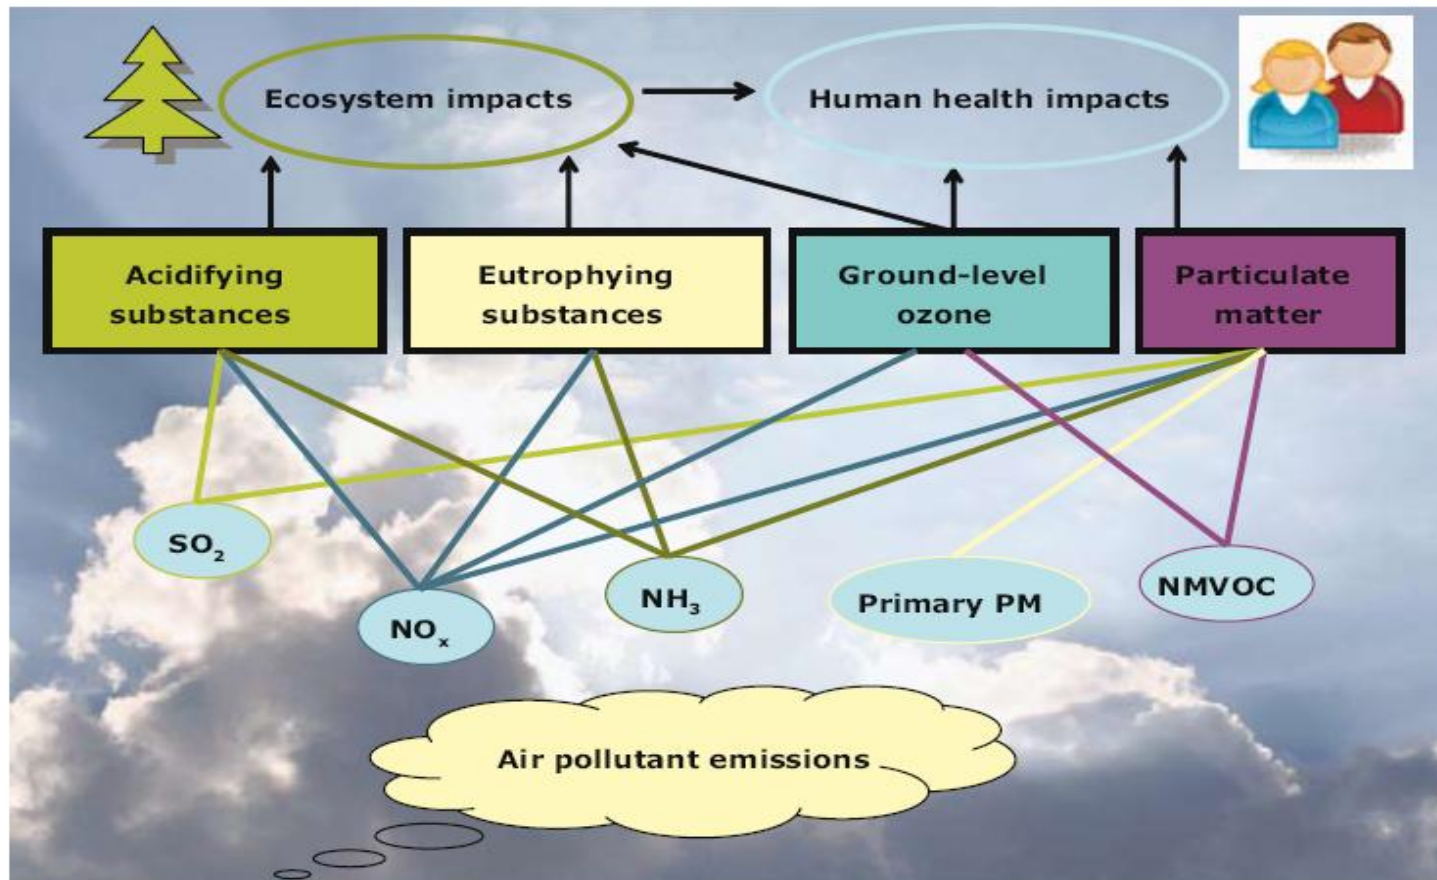 Ecosystem impacts
Human health impacts
Acidifying
substances
Eutrophying
substances
Ground-level
ozone
Particulate
matter
SO₂
NOₓ
NH₃
Primary PM
NMVOC
Air pollutant emissions